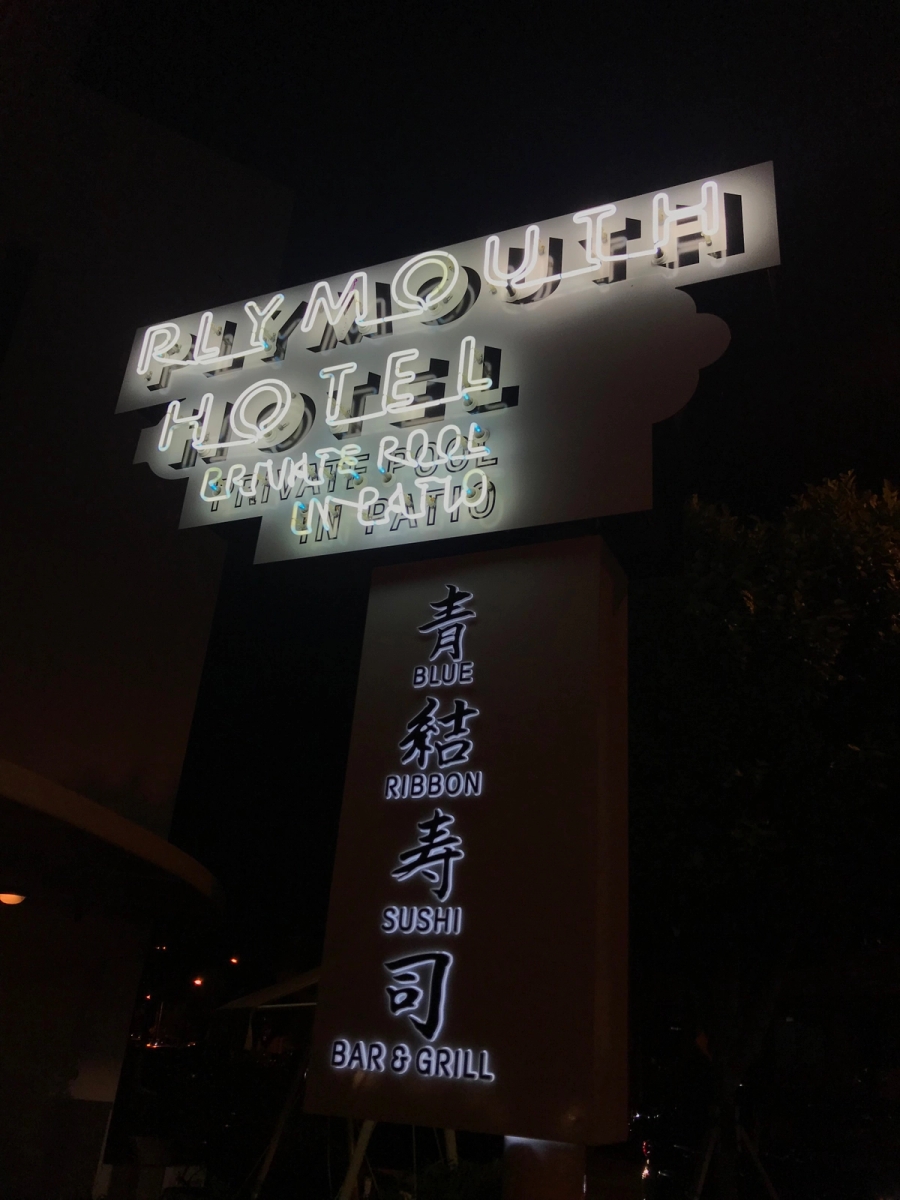 PLYMOUTH
HOTEL
PRIVATE POOL
IN PATIO
青
BLUE
結
RIBBON
寿
SUSHI
司
BAR & GRILL